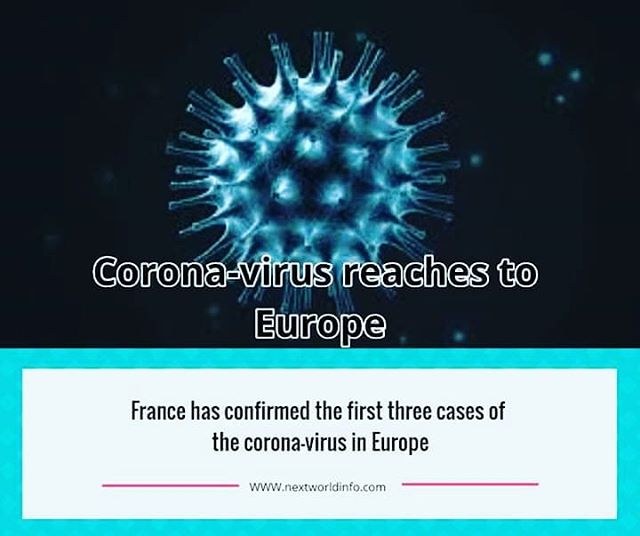 Corona-virus reaches to
Europe
France has confirmed the first three cases of
the corona-virus in Europe
WWW.nextworldinfo.com